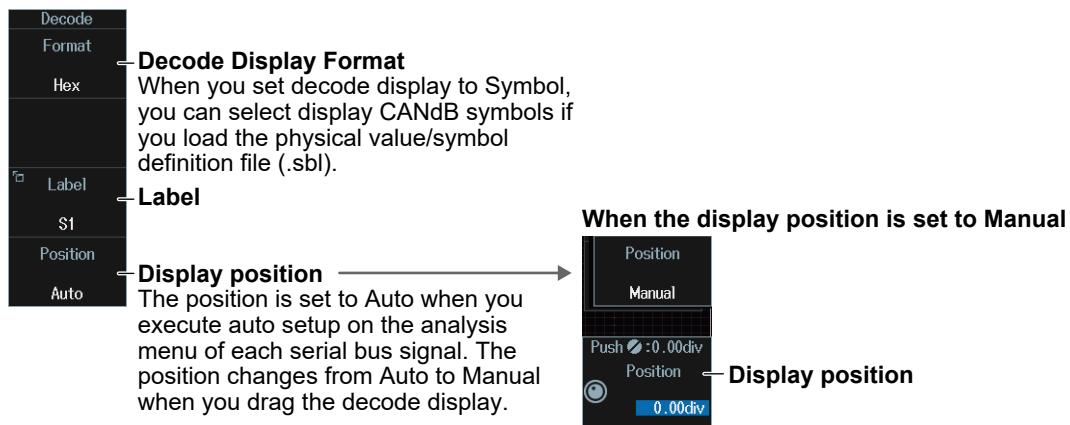 Decode
Format
Hex
Label
S1
Position
Auto
Decode Display Format
When you set decode display to Symbol,
you can select display CANdB symbols if
you load the physical value/symbol
definition file (.sbl).
Label
Display position
The position is set to Auto when you
execute auto setup on the analysis
menu of each serial bus signal. The
position changes from Auto to Manual
when you drag the decode display.
When the display position is set to Manual
Position
Manual
Push :0.00div
Position
0.00div
Display position